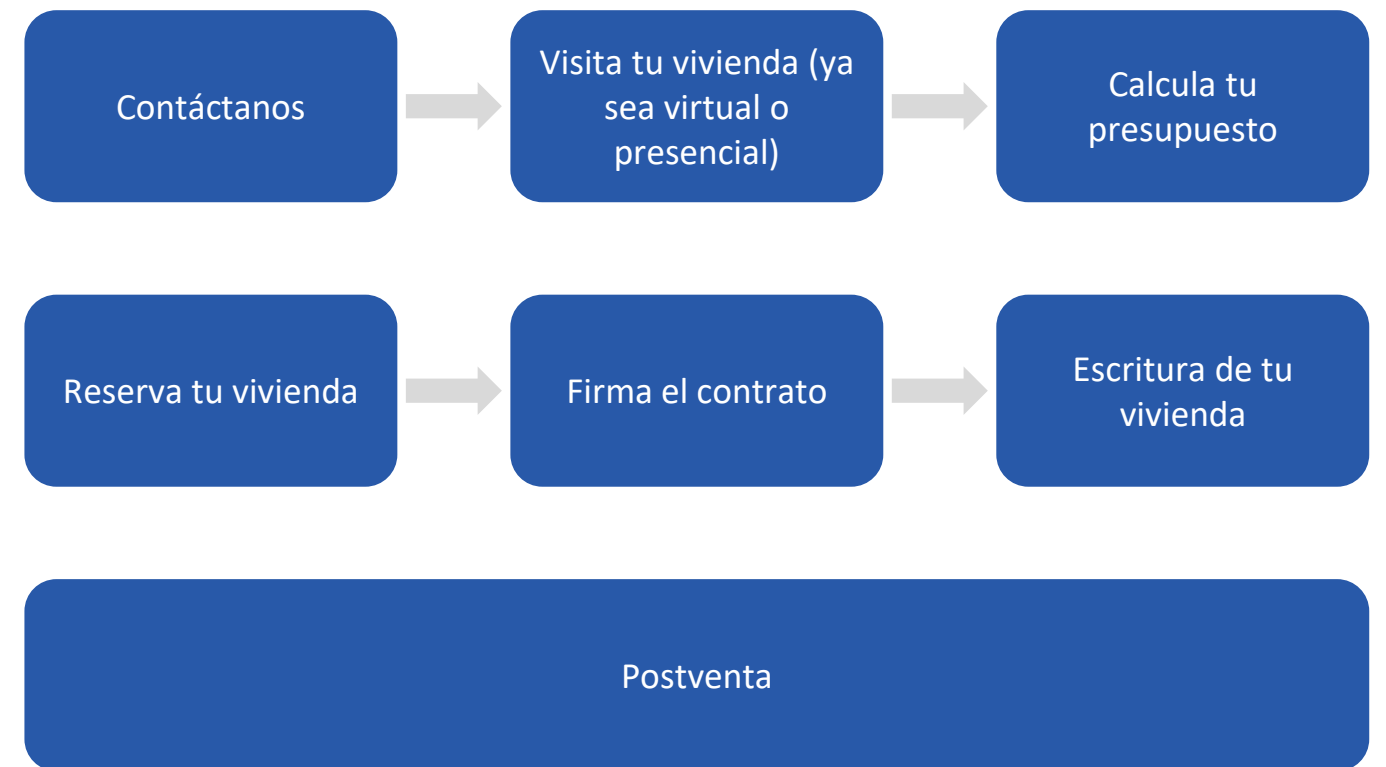 Contáctanos
Visita tu vivienda (ya
sea virtual o
presencial)
Calcula tu
presupuesto
Reserva tu vivienda
Firma el contrato
Escritura de tu
vivienda
Postventa